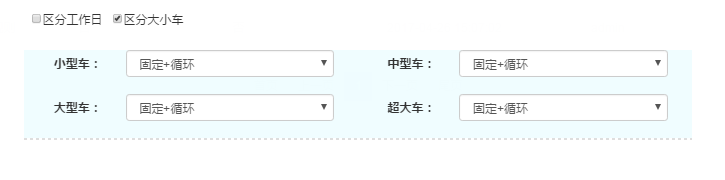 区分工作日 区分大小车
小型车： 固定+循环 中型车： 固定+循环
大型车： 固定+循环 超大车： 固定+循环